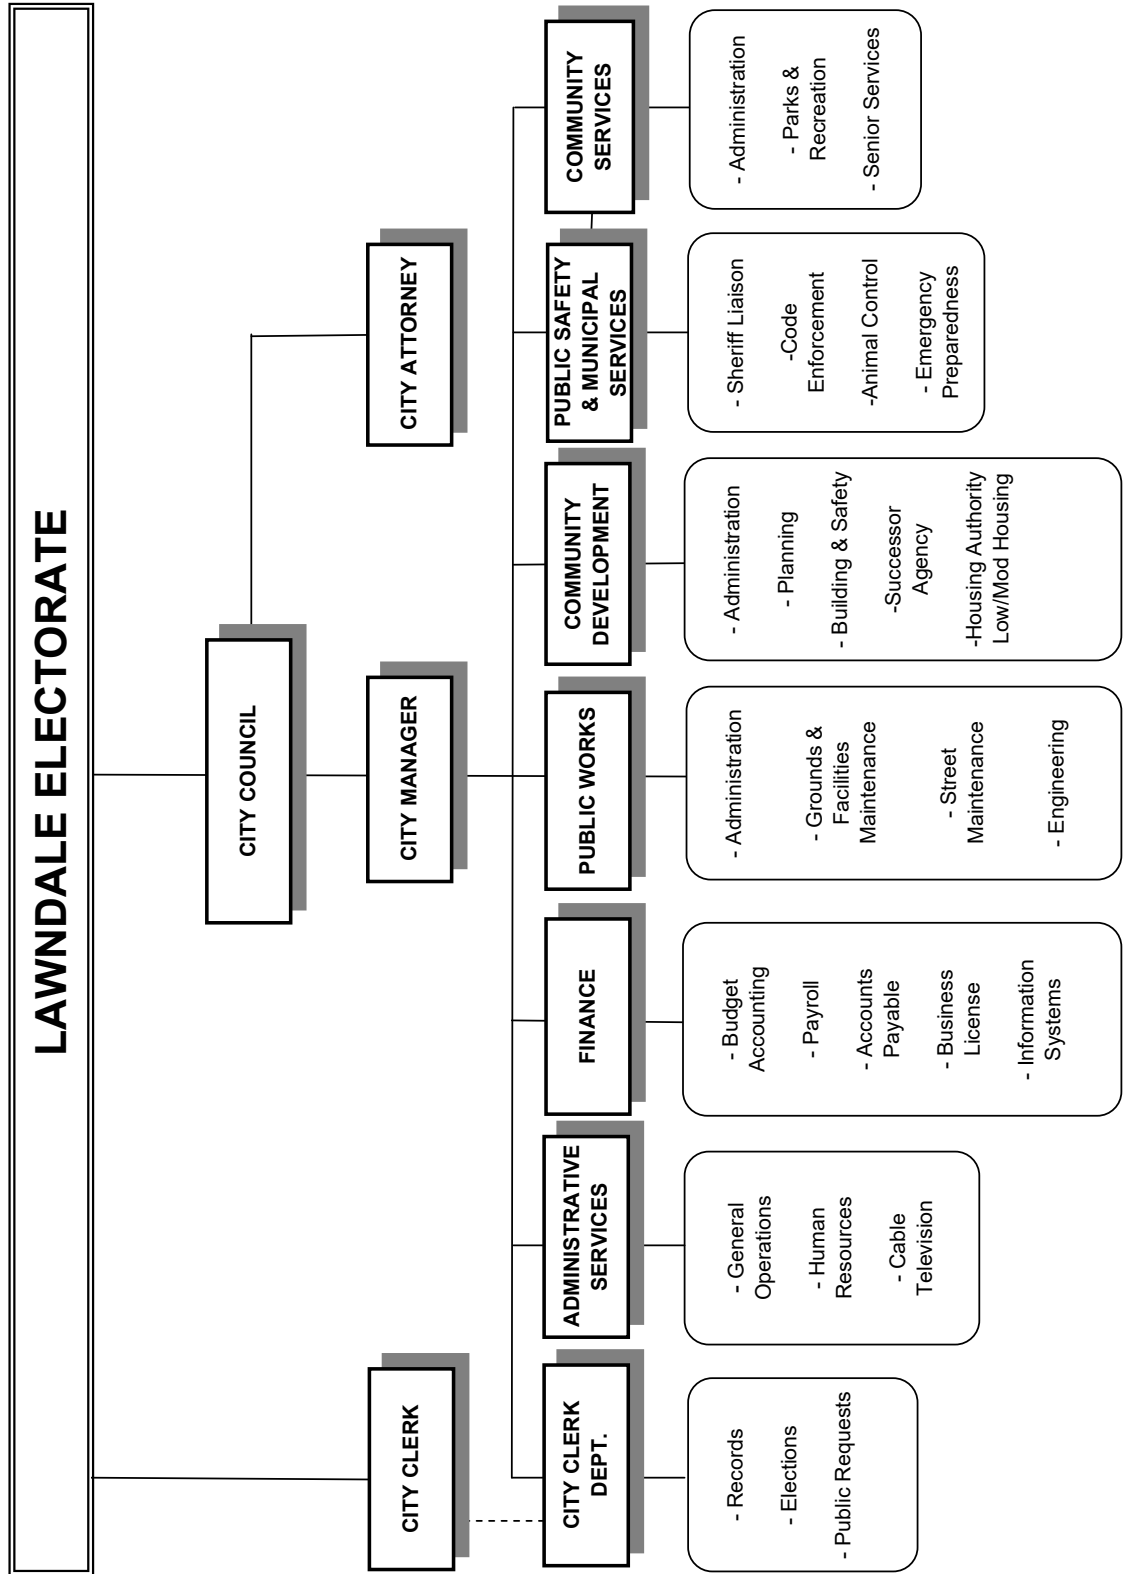 LAWNDALE ELECTORATE
CITY COUNCIL
CITY CLERK
CITY MANAGER
CITY ATTORNEY
CITY CLERK
DEPT.
ADMINISTRATIVE
SERVICES
FINANCE
PUBLIC WORKS
COMMUNITY
DEVELOPMENT
PUBLIC SAFETY
& MUNICIPAL
SERVICES
COMMUNITY
SERVICES
- Records
- Elections
- Public Requests
- General
Operations
- Human
Resources
- Cable
Television
- Budget
Accounting
- Payroll
- Accounts
Payable
- Business
License
- Information
Systems
- Administration
- Grounds &
Facilities
Maintenance
- Street
Maintenance
- Engineering
- Administration
- Planning
- Building & Safety
-Successor
Agency
-Housing Authority
Low/Mod Housing
- Sheriff Liaison
-Code
Enforcement
-Animal Control
- Emergency
Preparedness
- Administration
- Parks &
Recreation
- Senior Services